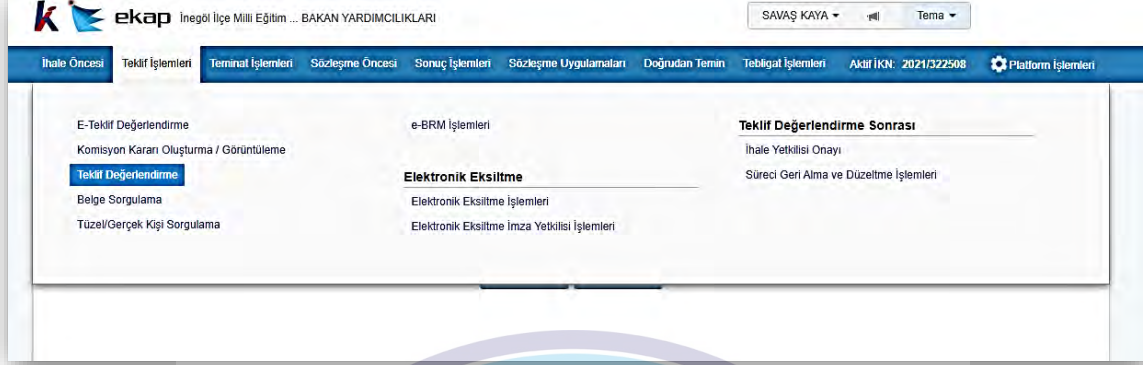 ekap İnegöl İlçe Milli Eğitim ... BAKAN YARDIMCILIKLARI
SAVAŞ KAYA
Tema
İhale Öncesi Teklif İşlemleri Teminat İşlemleri Sözleşme Öncesi Sonuç İşlemleri Sözleşme Uygulamaları Doğrudan Temin Tebligat İşlemleri Aktif İKN: 2021/322508 Platform İşlemleri
E-Teklif Değerlendirme
Komisyon Kararı Oluşturma / Görüntüleme
Teklif Değerlendirme
Belge Sorgulama
Tüzel/Gerçek Kişi Sorgulama
e-BRM İşlemleri
Elektronik Eksiltme
Elektronik Eksiltme İşlemleri
Elektronik Eksiltme İmza Yetkilisi İşlemleri
Teklif Değerlendirme Sonrası
İhale Yetkilisi Onayı
Süreci Geri Alma ve Düzeltme İşlemleri